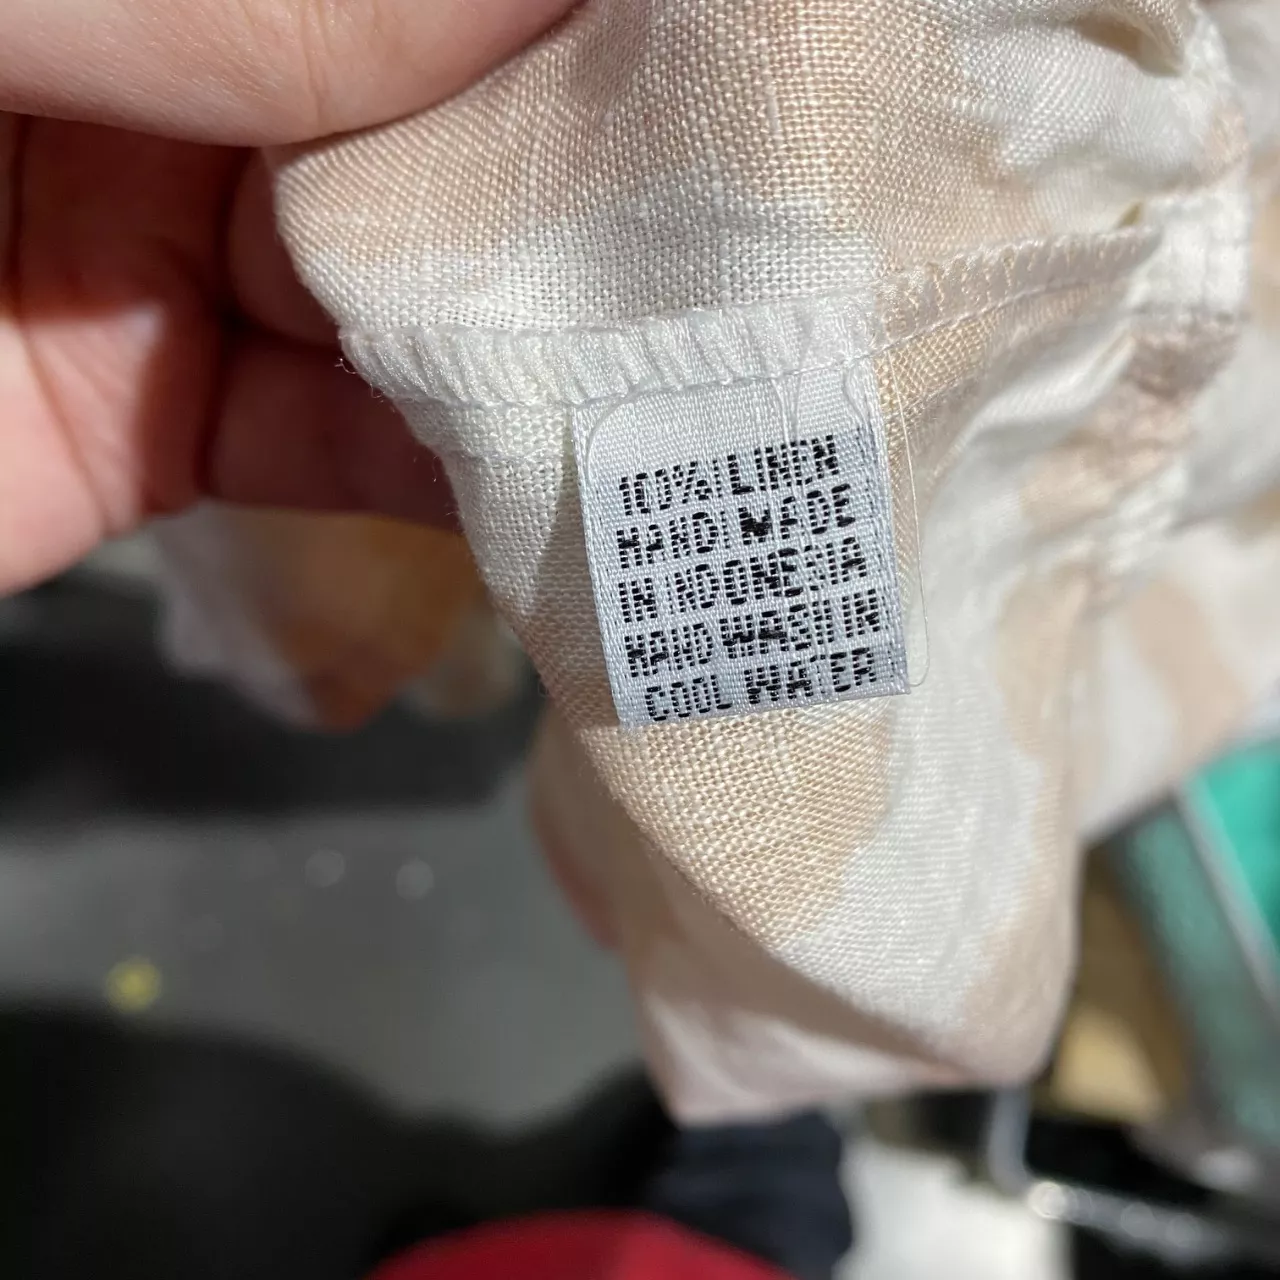 100% LINEN
HAND MADE
IN INDONESIA
HAND WASH IN
COOL WATER